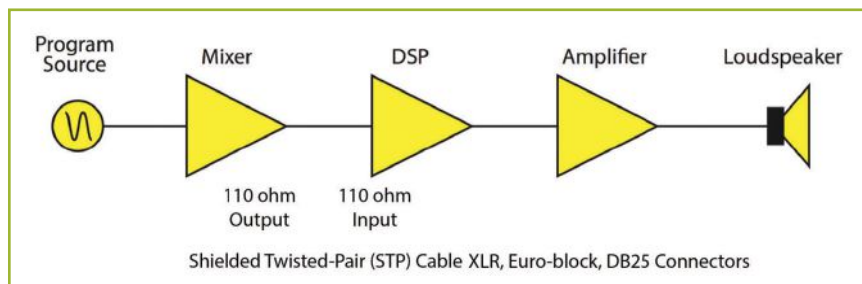 Program
Source
Mixer
DSP
Amplifier
Loudspeaker
110 ohm
Output
110 ohm
Input
Shielded Twisted-Pair (STP) Cable XLR, Euro-block, DB25 Connectors